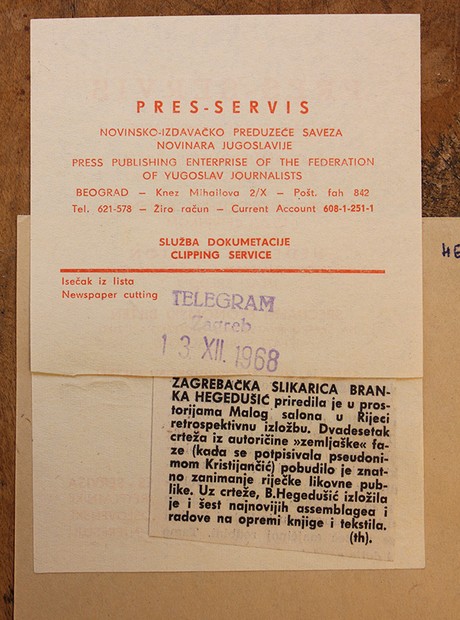 PRES-SERVIS
NOVINSKO-IZDAVAČKO PREDUZEĆE SAVEZA
NOVINARA JUGOSLAVIJE
PRESS PUBLISHING ENTERPRISE OF THE FEDERATION
OF YUGOSLAV JOURNALISTS
BEOGRAD — Knez Mihailova 2/X — Pošt. fah 842
Tel. 621-578 — Žiro račun — Current Account 608-1-251-1
SLUŽBA DOKUMETACIJE
CLIPPING SERVICE
Isečak iz lista
Newspaper cutting
TELEGRAM
Zagreb
13 XII. 1968
ZAGREBAČKA SLIKARICA BRAN-
KA HEGEDUŠIĆ priredila je u pros-
torijama Malog salona u Rijeci
retrospektivnu izložbu. Dvadesetak
crteža iz autoričine »zemljaške« fa-
ze (kada se potpisivala pseudoni-
mom Kristijančić) pobudilo je znat-
no zanimanje riječke likovne pub-
like. Uz crteže, B.Hegedušić izložila
je i šest najnovijih assemblagea i
radove na opremi knjige i tekstila.
(th).